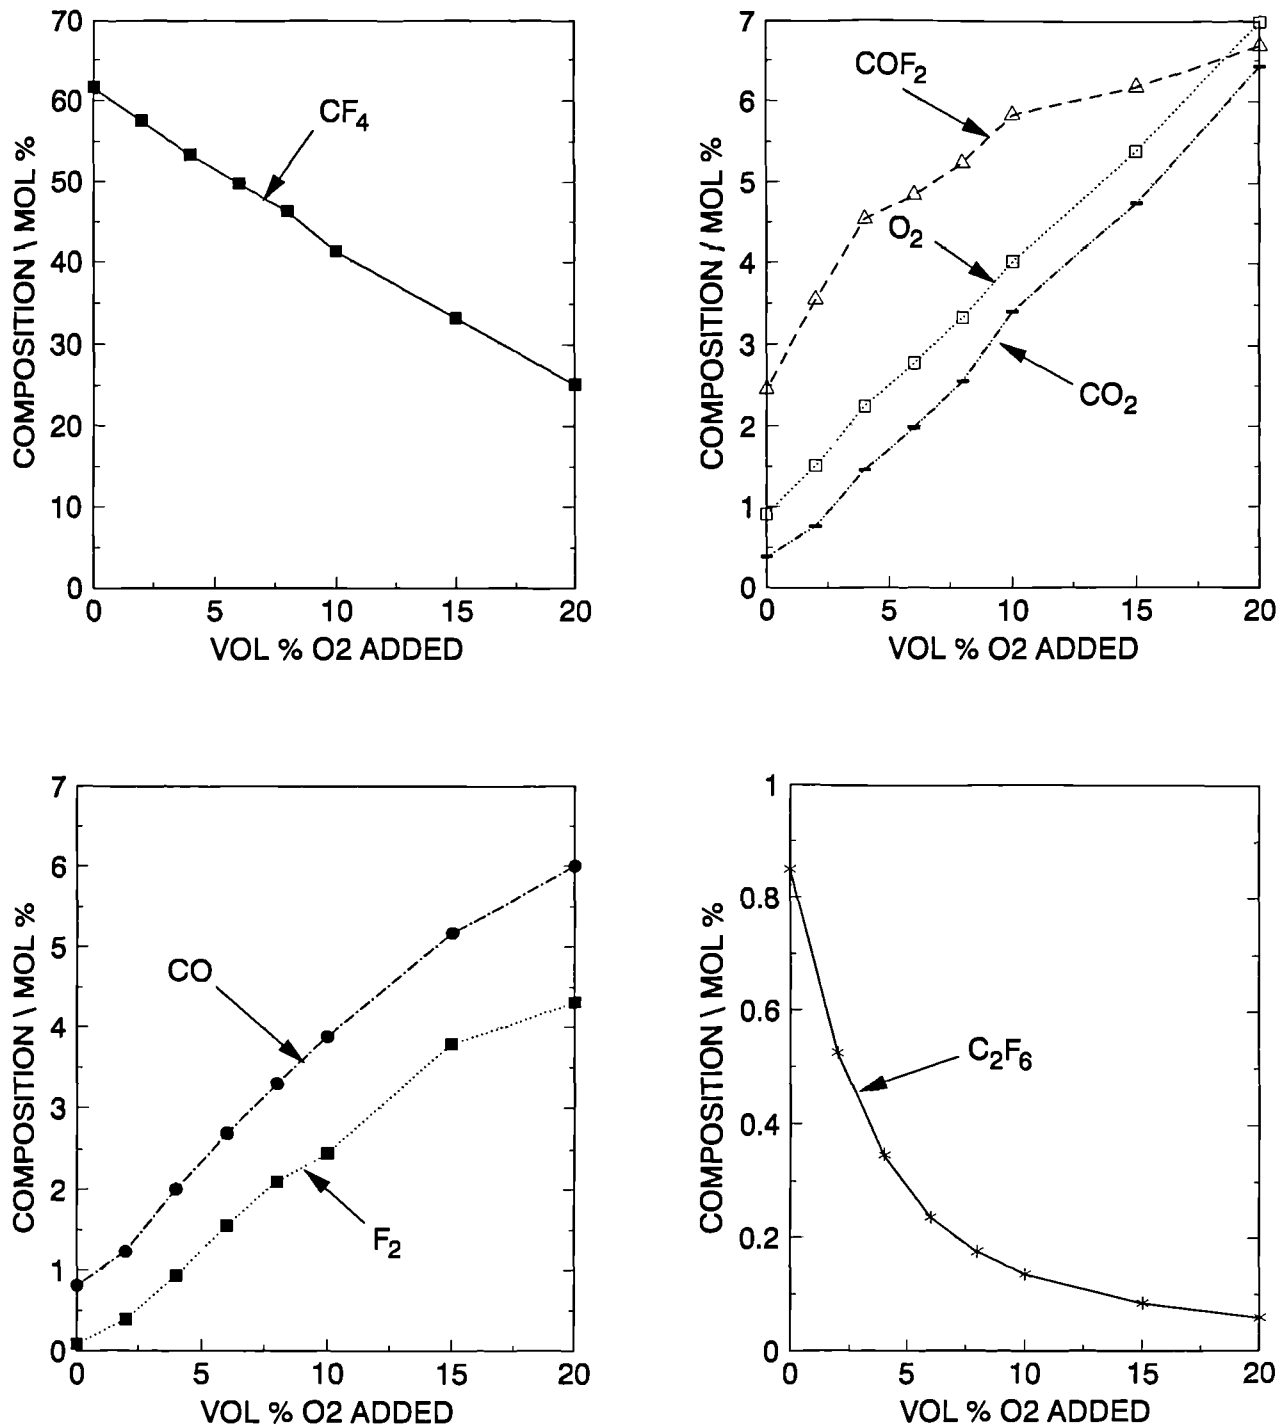 70
60
50
40
30
20
10
0
COMPOSITION \ MOL %
CF4
0 5 10 15 20
VOL % O2 ADDED
7
6
5
4
3
2
1
0
COMPOSITION / MOL %
COF2
O2
CO2
0 5 10 15 20
VOL % O2 ADDED
7
6
5
4
3
2
1
0
COMPOSITION \ MOL %
CO
F2
0 5 10 15 20
VOL % O2 ADDED
1
0.8
0.6
0.4
0.2
0
COMPOSITION \ MOL %
C2F6
0 5 10 15 20
VOL % O2 ADDED